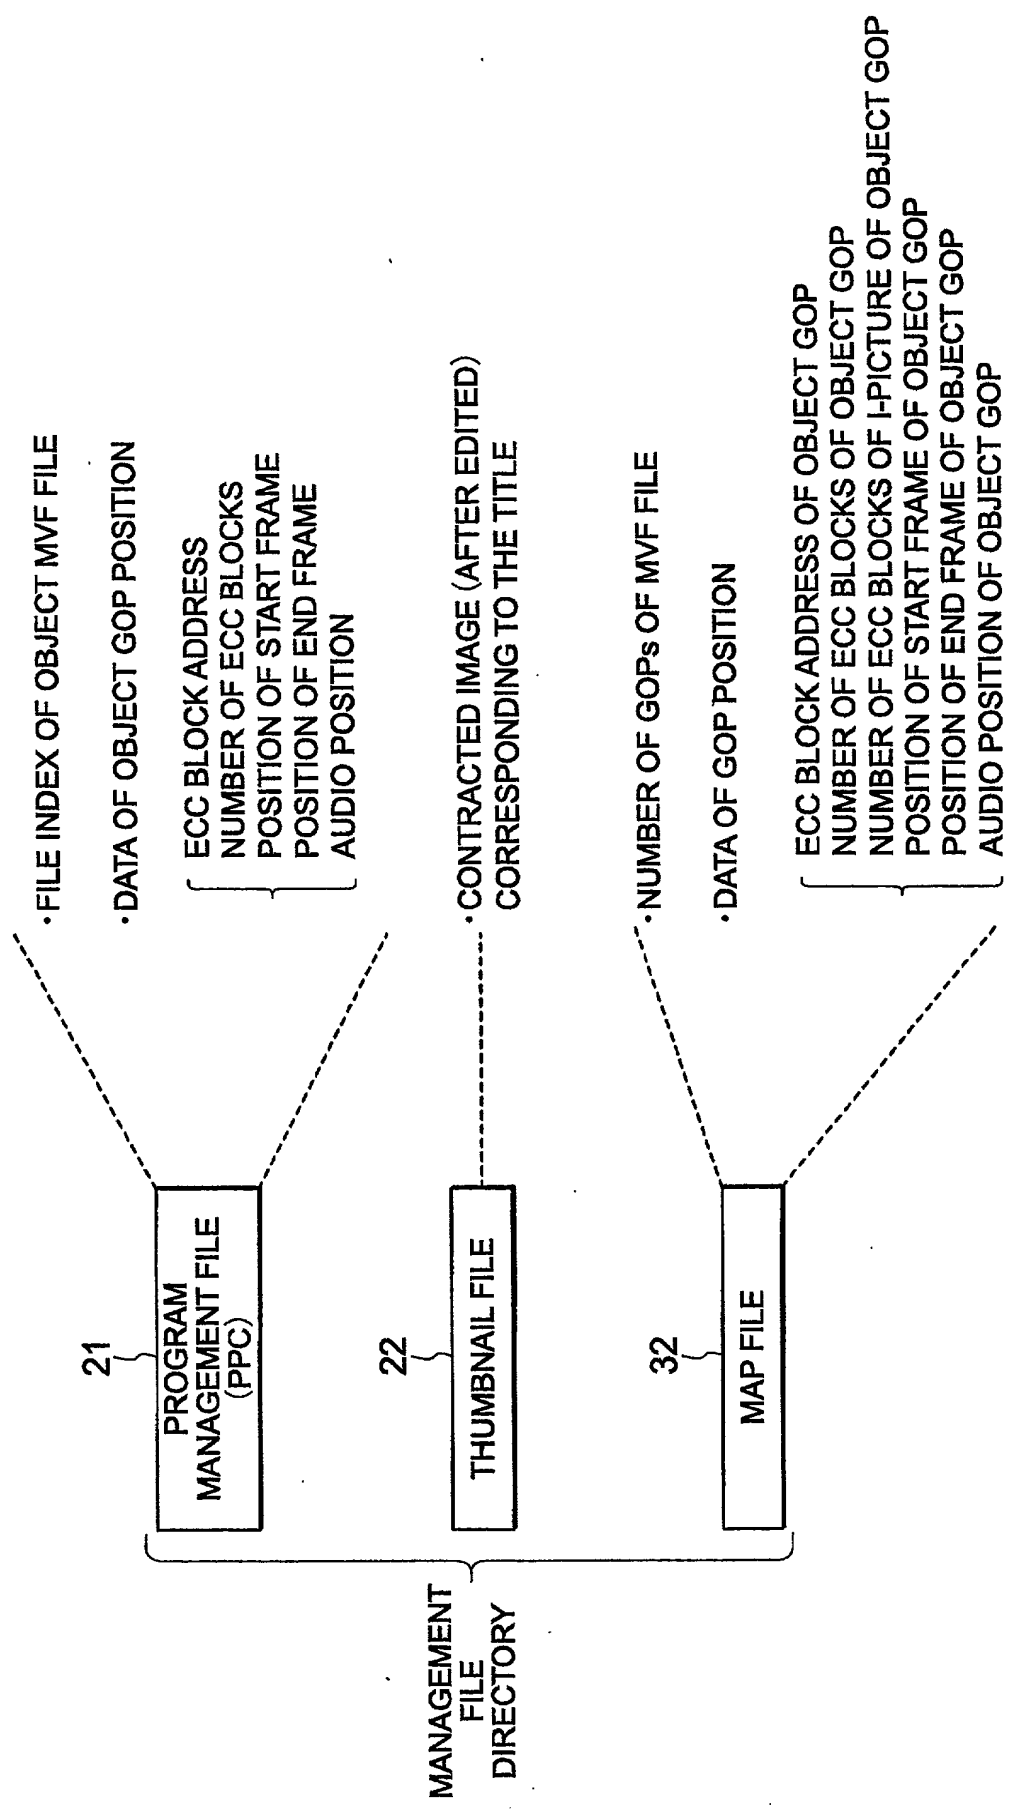 MANAGEMENT
FILE
DIRECTORY
21
PROGRAM
MANAGEMENT FILE
(PPC)
•FILE INDEX OF OBJECT MVF FILE
•DATA OF OBJECT GOP POSITION
ECC BLOCK ADDRESS
NUMBER OF ECC BLOCKS
POSITION OF START FRAME
POSITION OF END FRAME
AUDIO POSITION
22
THUMBNAIL FILE
•CONTRACTED IMAGE (AFTER EDITED)
CORRESPONDING TO THE TITLE
32
MAP FILE
•NUMBER OF GOPs OF MVF FILE
•DATA OF GOP POSITION
ECC BLOCK ADDRESS OF OBJECT GOP
NUMBER OF ECC BLOCKS OF OBJECT GOP
NUMBER OF ECC BLOCKS OF I-PICTURE OF OBJECT GOP
POSITION OF START FRAME OF OBJECT GOP
POSITION OF END FRAME OF OBJECT GOP
AUDIO POSITION OF OBJECT GOP